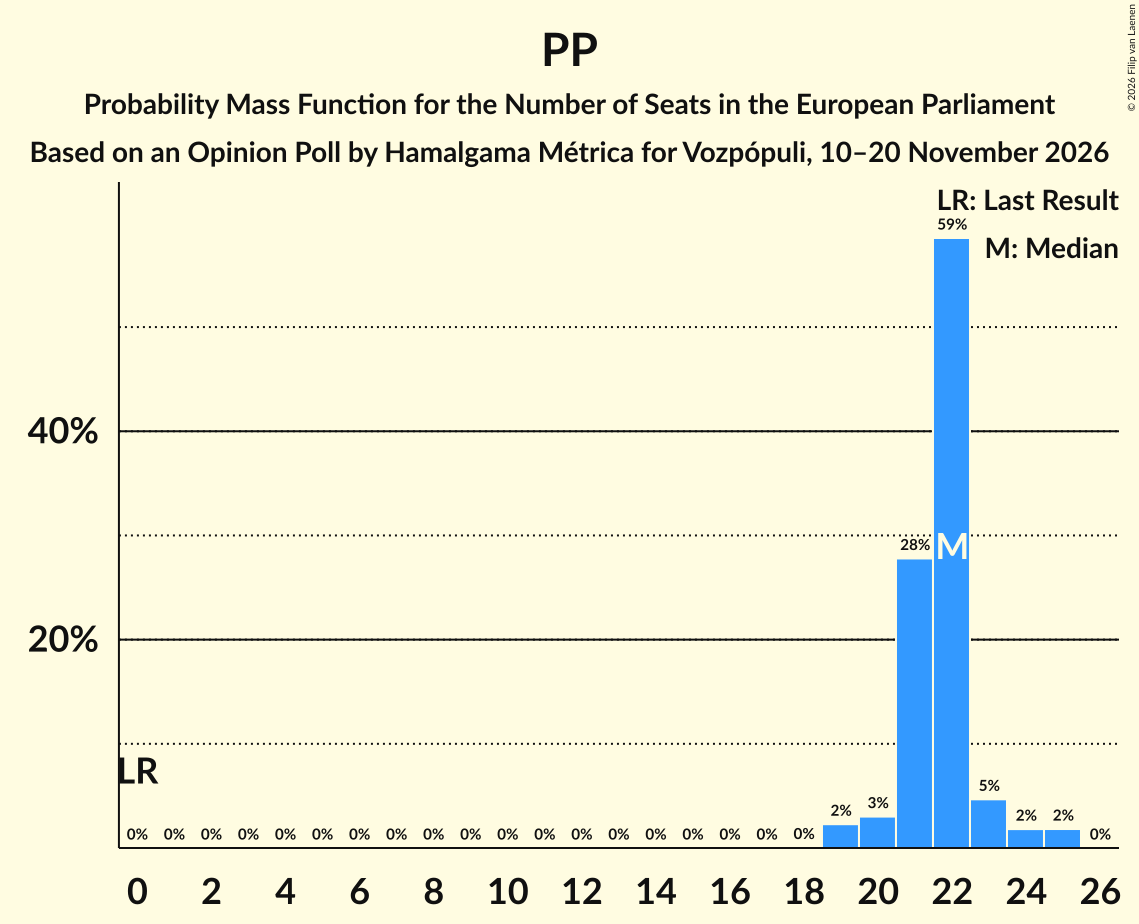 PP
Probability Mass Function for the Number of Seats in the European Parliament
Based on an Opinion Poll by Hamalgama Métrica for Vozpópuli, 10–20 November 2026
© 2026 Filip van Laenen
LR: Last Result
M: Median
59%
40%
28%
M
20%
LR
0% 0% 0% 0% 0% 0% 0% 0% 0% 0% 0% 0% 0% 0% 0% 0% 0% 0% 0% 2% 3% 5% 2% 2% 0%
0 2 4 6 8 10 12 14 16 18 20 22 24 26